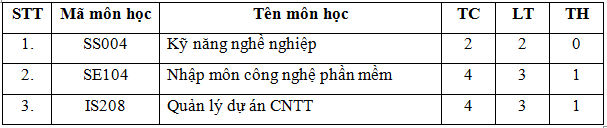 STT Mã môn học Tên môn học TC LT TH
1. SS004 Kỹ năng nghề nghiệp 2 2 0
2. SE104 Nhập môn công nghệ phần mềm 4 3 1
3. IS208 Quản lý dự án CNTT 4 3 1